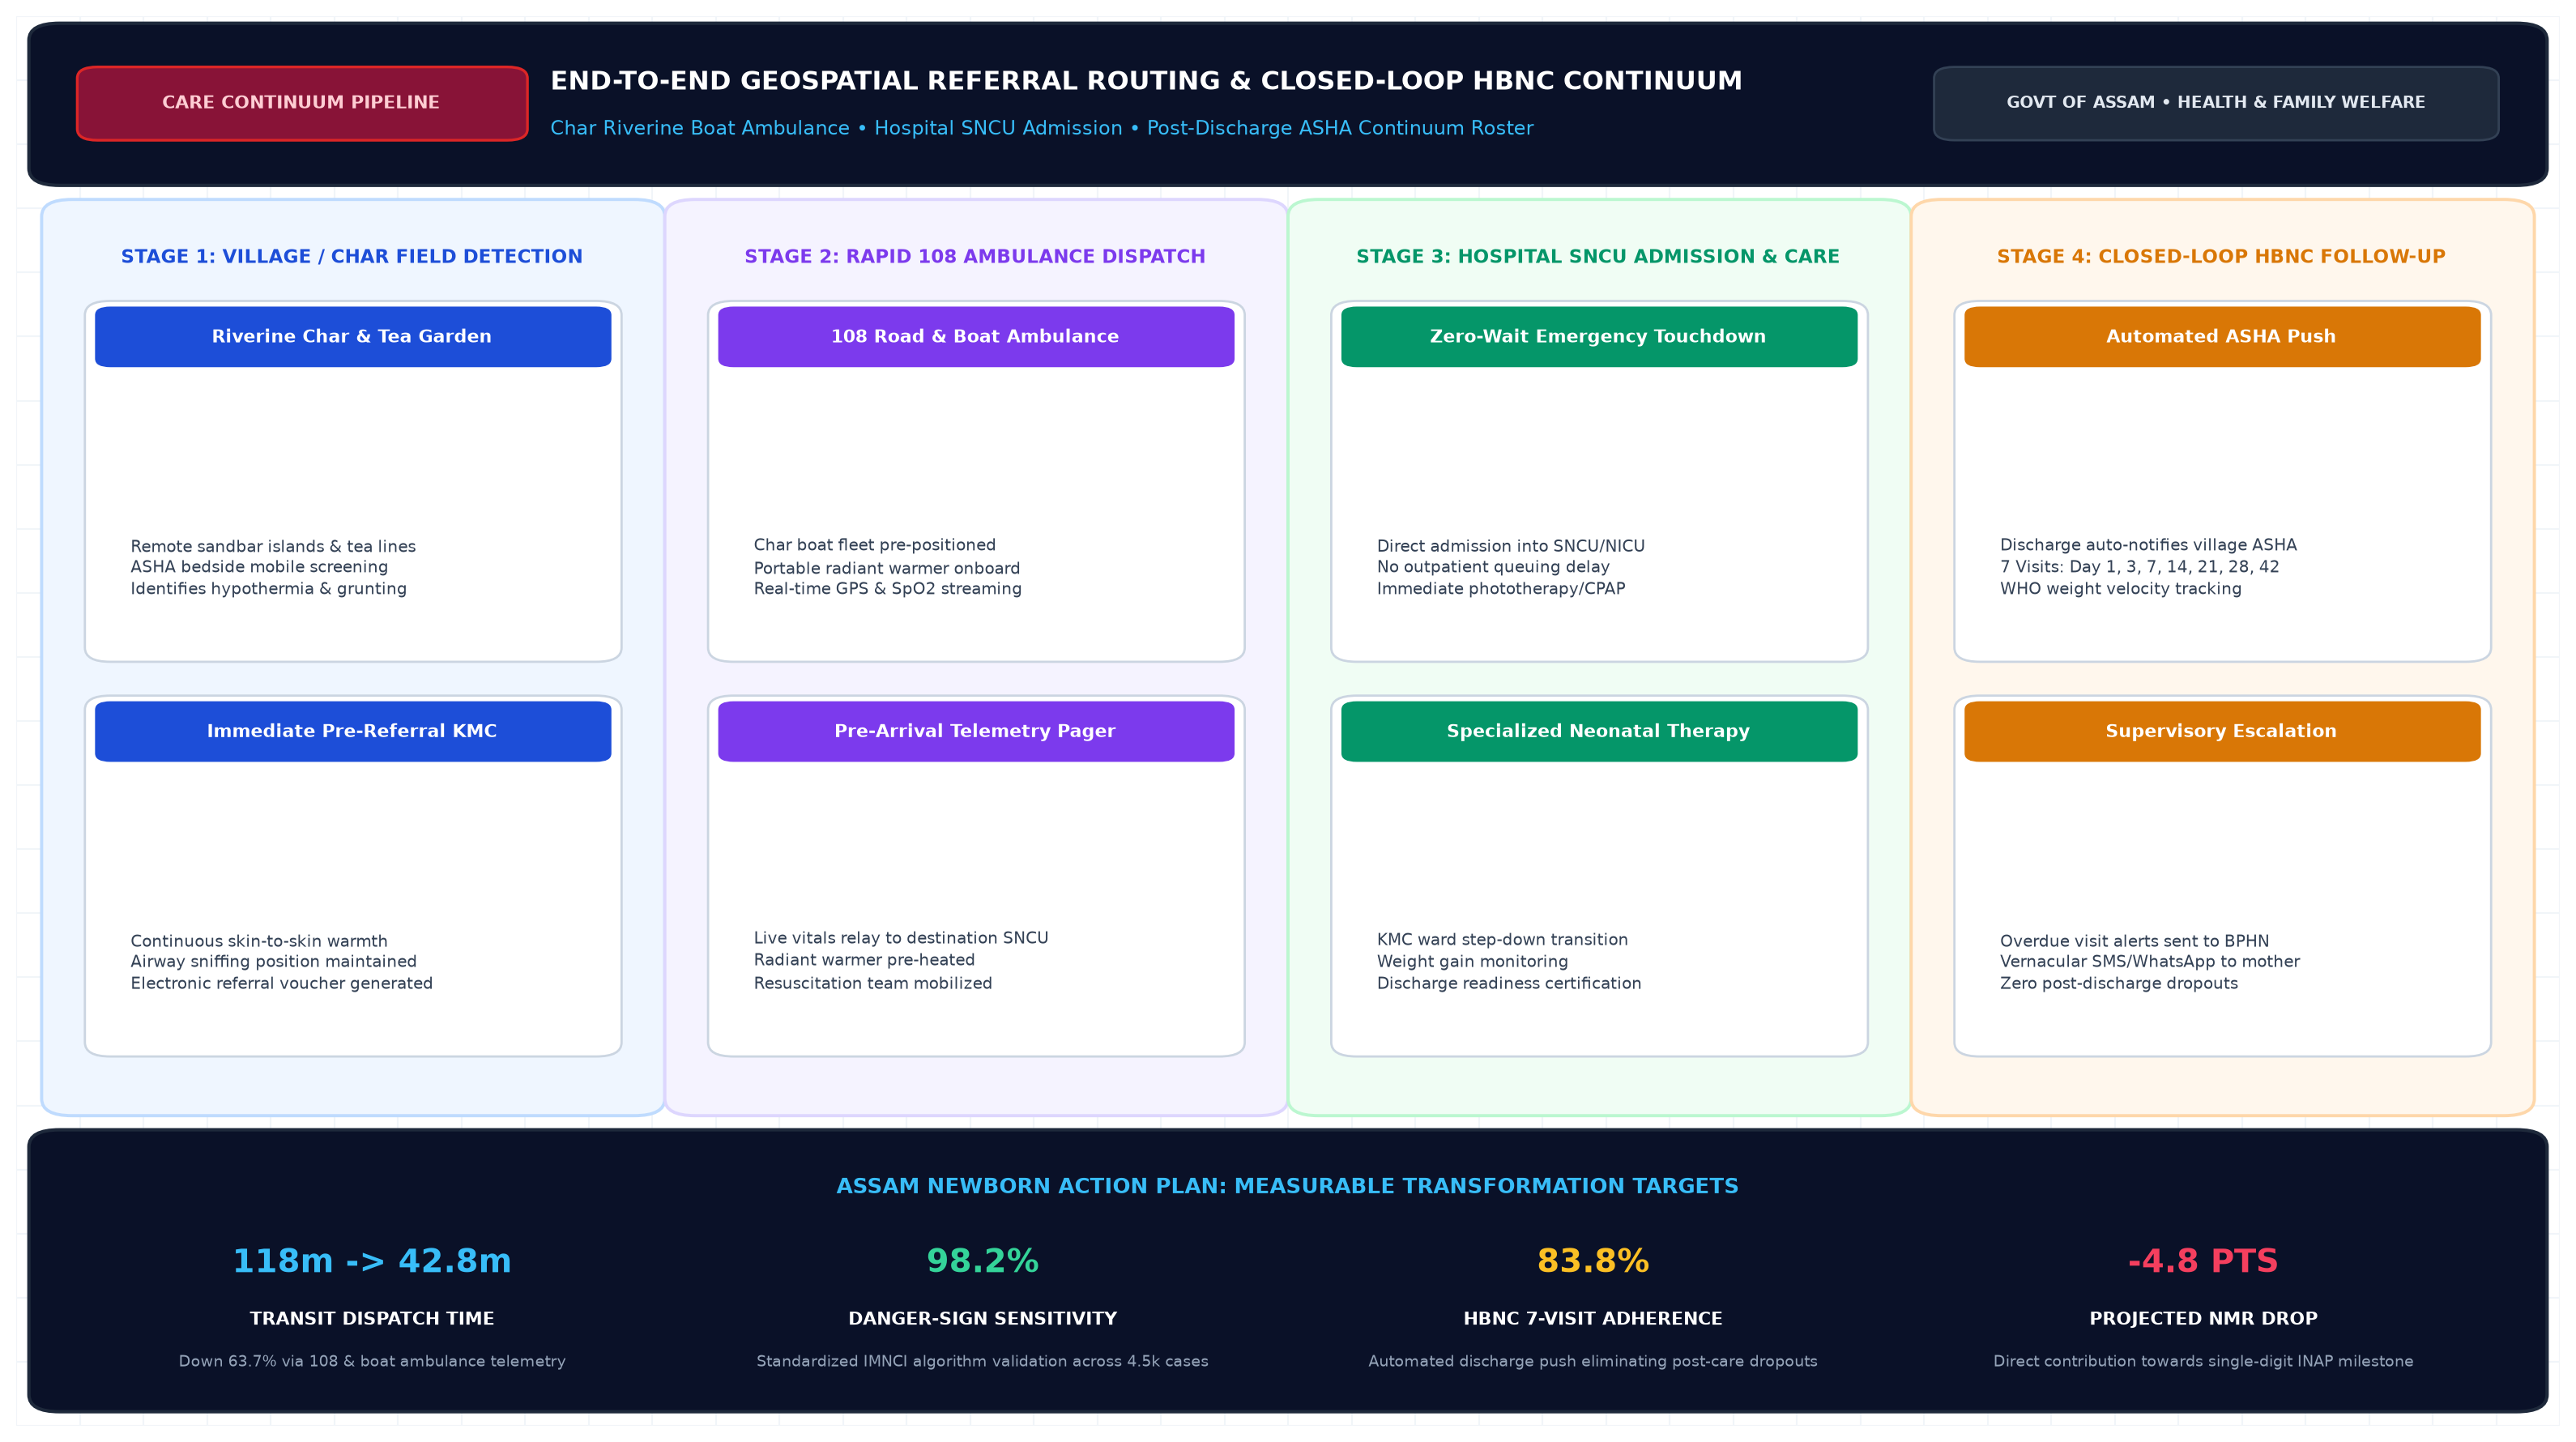 CARE CONTINUUM PIPELINE
END-TO-END GEOSPATIAL REFERRAL ROUTING & CLOSED-LOOP HBNC CONTINUUM
Char Riverine Boat Ambulance • Hospital SNCU Admission • Post-Discharge ASHA Continuum Roster
GOVT OF ASSAM • HEALTH & FAMILY WELFARE
STAGE 1: VILLAGE / CHAR FIELD DETECTION
Riverine Char & Tea Garden
Remote sandbar islands & tea lines
ASHA bedside mobile screening
Identifies hypothermia & grunting
Immediate Pre-Referral KMC
Continuous skin-to-skin warmth
Airway sniffing position maintained
Electronic referral voucher generated
STAGE 2: RAPID 108 AMBULANCE DISPATCH
108 Road & Boat Ambulance
Char boat fleet pre-positioned
Portable radiant warmer onboard
Real-time GPS & SpO2 streaming
Pre-Arrival Telemetry Pager
Live vitals relay to destination SNCU
Radiant warmer pre-heated
Resuscitation team mobilized
STAGE 3: HOSPITAL SNCU ADMISSION & CARE
Zero-Wait Emergency Touchdown
Direct admission into SNCU/NICU
No outpatient queuing delay
Immediate phototherapy/CPAP
Specialized Neonatal Therapy
KMC ward step-down transition
Weight gain monitoring
Discharge readiness certification
STAGE 4: CLOSED-LOOP HBNC FOLLOW-UP
Automated ASHA Push
Discharge auto-notifies village ASHA
7 Visits: Day 1, 3, 7, 14, 21, 28, 42
WHO weight velocity tracking
Supervisory Escalation
Overdue visit alerts sent to BPHN
Vernacular SMS/WhatsApp to mother
Zero post-discharge dropouts
ASSAM NEWBORN ACTION PLAN: MEASURABLE TRANSFORMATION TARGETS
118m -> 42.8m
TRANSIT DISPATCH TIME
Down 63.7% via 108 & boat ambulance telemetry
98.2%
DANGER-SIGN SENSITIVITY
Standardized IMNCI algorithm validation across 4.5k cases
83.8%
HBNC 7-VISIT ADHERENCE
Automated discharge push eliminating post-care dropouts
-4.8 PTS
PROJECTED NMR DROP
Direct contribution towards single-digit INAP milestone